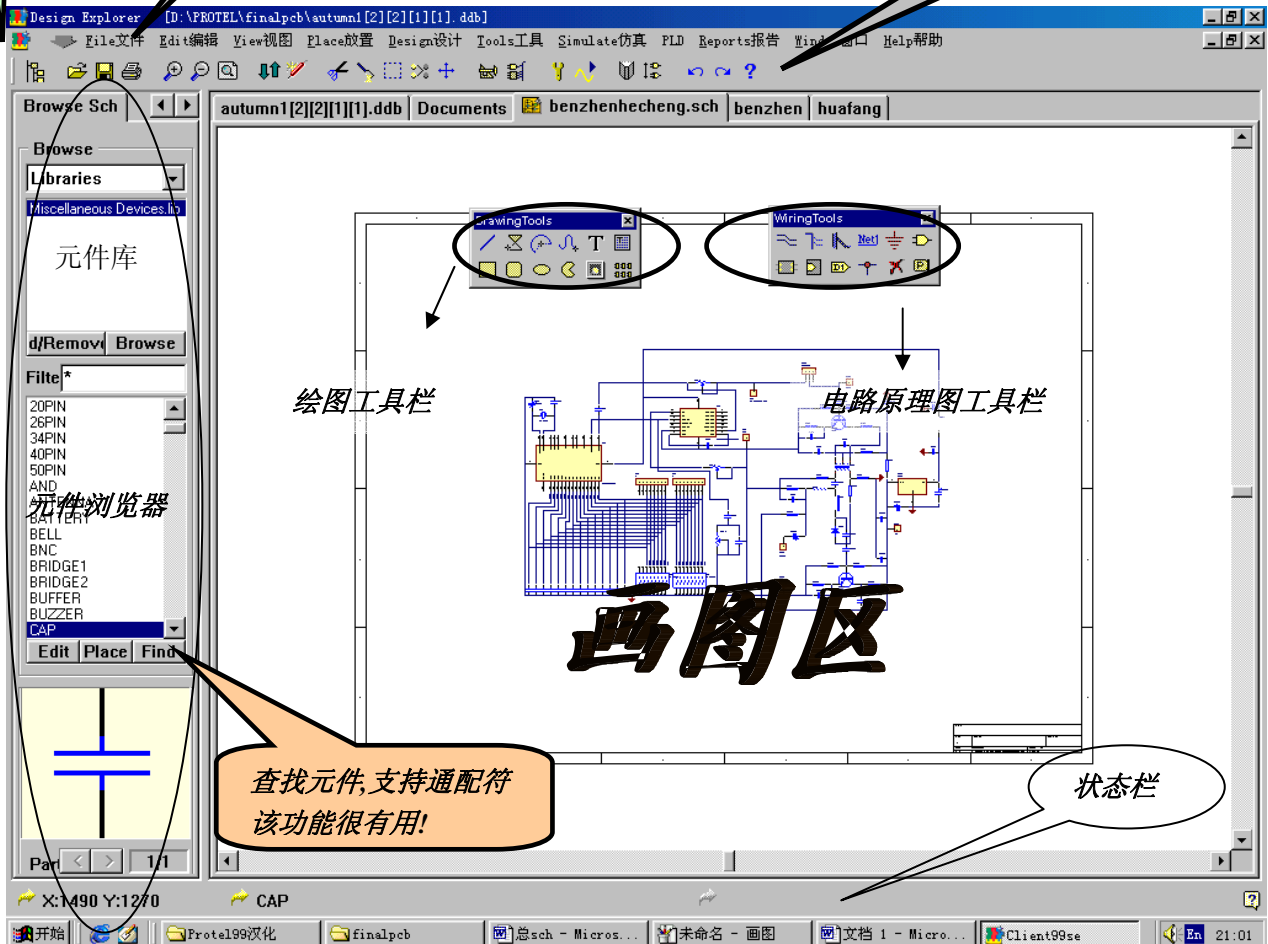 Design Explorer - [D:\PROTEL\finalpcb\autumn1[2][2][1][1].ddb]
File文件 Edit编辑 View视图 Place放置 Design设计 Tools工具 Simulate仿真 PLD Reports报告 Help帮助
Browse Sch
autumn1[2][2][1][1].ddb Documents benzhenhecheng.sch benzhen huafang
Browse
Libraries
Miscellaneous Devices.lib
元件库
DrawingTools
WiringTools
T
Net1
D1
P
d/Remove Browse
Filte *
20PIN
26PIN
34PIN
40PIN
50PIN
AND
ANTENNA
BATTERY
BELL
BNC
BRIDGE1
BRIDGE2
BUFFER
BUZZER
CAP
元件浏览器
绘图工具栏
电路原理图工具栏
画图区
Edit Place Find
查找元件,支持通配符
该功能很有用!
状态栏
Part < > 1/1
X:1490 Y:1270 CAP
开始 Protel99汉化 finalpcb 总sch - Micros... 未命名 - 画图 文档 1 - Micro... Client99se En 21:01